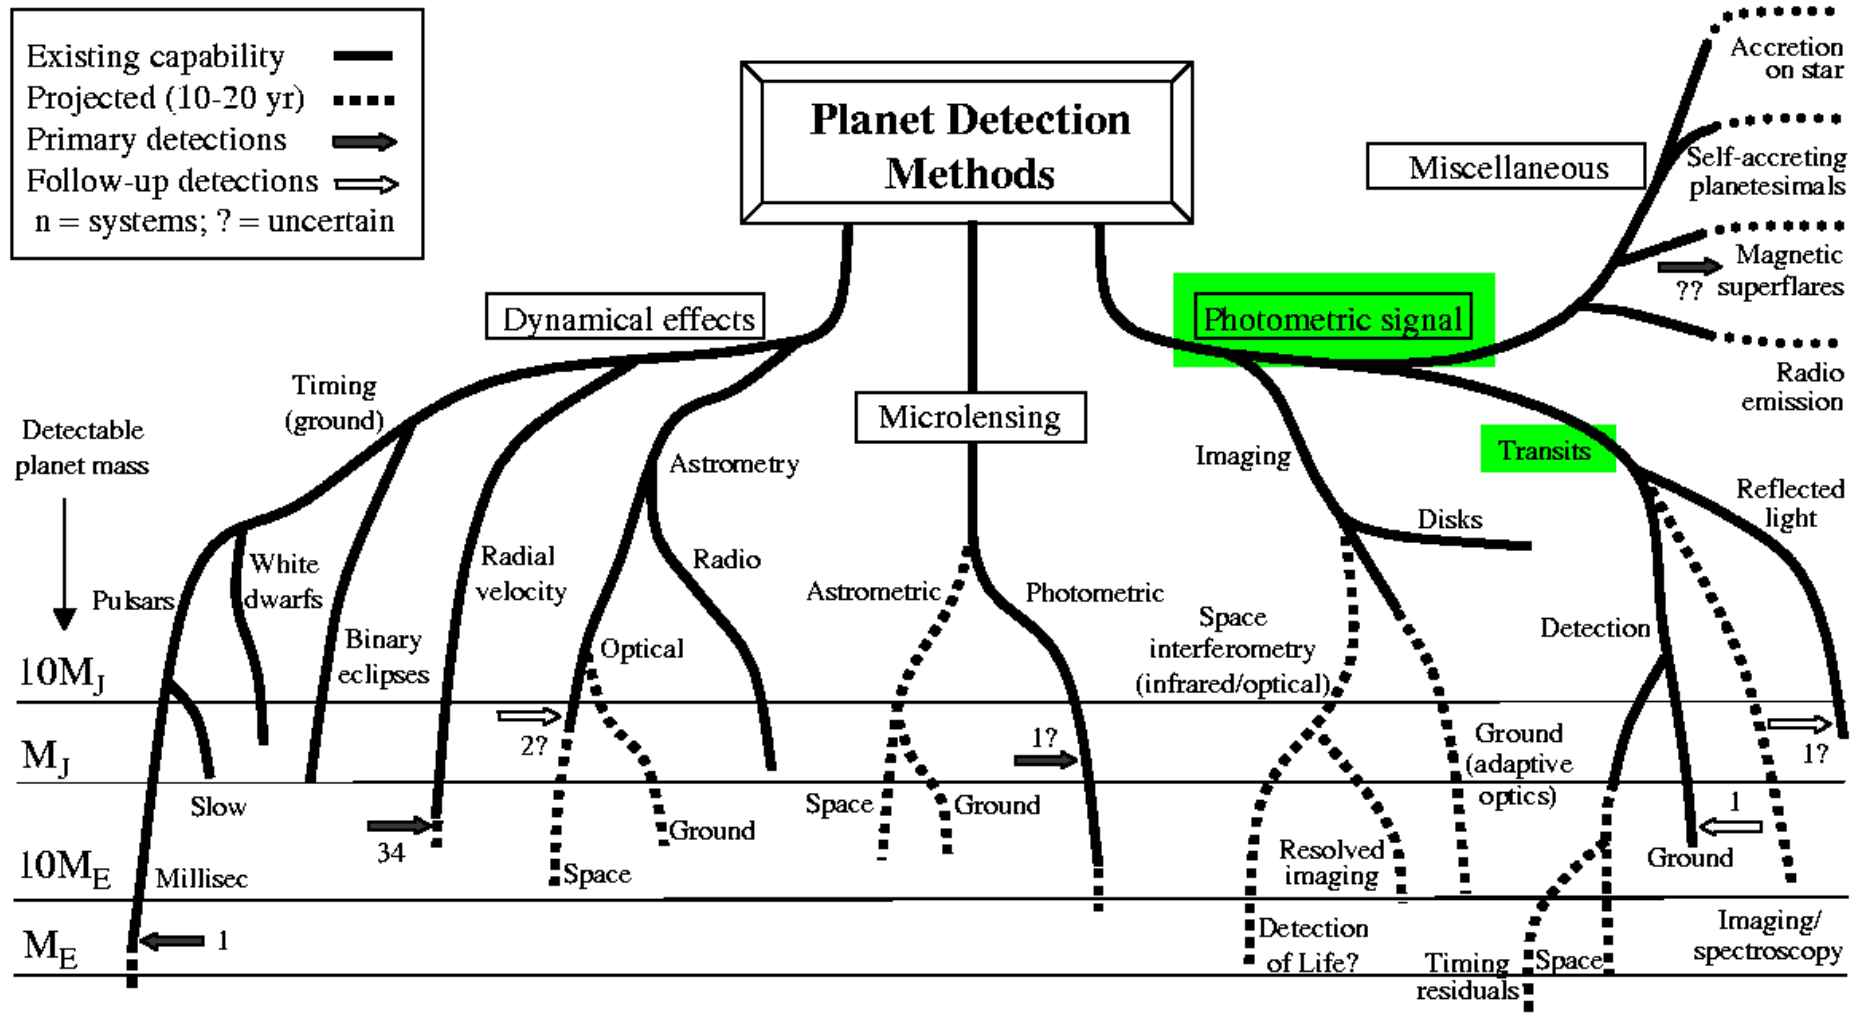 Existing capability
Projected (10-20 yr)
Primary detections
Follow-up detections
n = systems; ? = uncertain
Planet Detection
Methods
Accretion
on star
Self-accreting
planetesimals
Miscellaneous
Magnetic
superflares
??
Radio
emission
Dynamical effects
Photometric signal
Timing
(ground)
Microlensing
Detectable
planet mass
Astrometry
Imaging
Transits
Reflected
light
Disks
White
dwarfs
Pulsars
Radial
velocity
Radio
Astrometric
Photometric
Space
interferometry
(infrared/optical)
Detection
Binary
eclipses
Optical
10MJ
2?
1?
1?
MJ
Ground
(adaptive
optics)
Slow
Space
Ground
Ground
1
34
10ME
Millisec
Space
Resolved
imaging
Ground
ME
1
Detection
of Life?
Timing
residuals
Space
Imaging/
spectroscopy